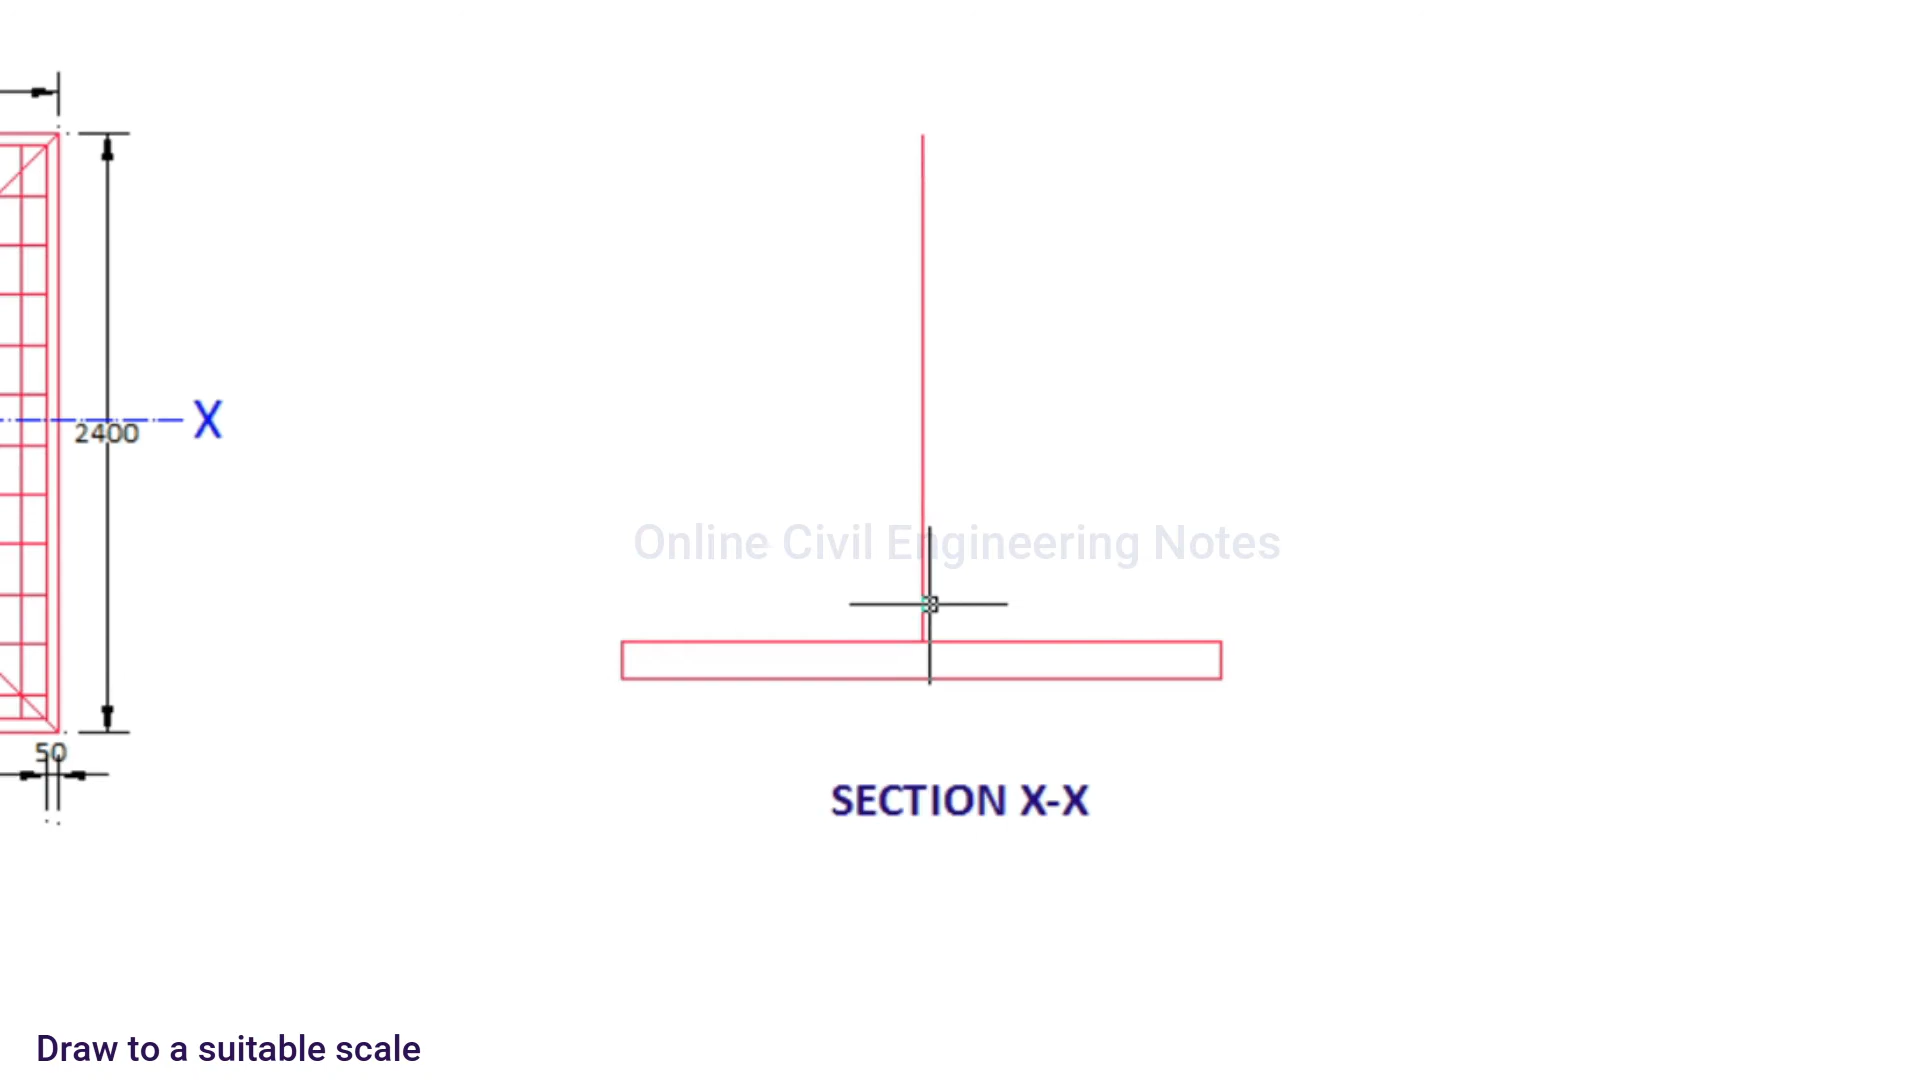 X
2400
Online Civil Engineering Notes
50
SECTION X-X
Draw to a suitable scale